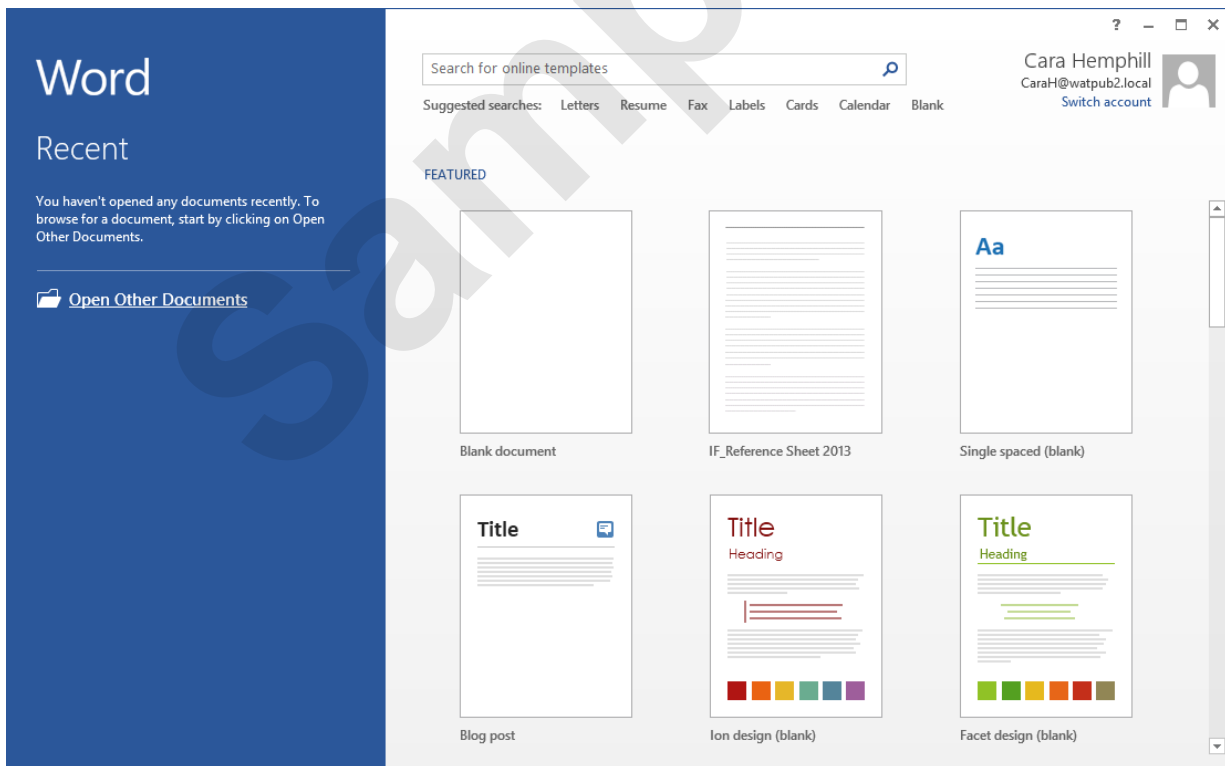 ?
Word
Search for online templates
Cara Hemphill
CaraH@watpub2.local
Switch account
Suggested searches: Letters Resume Fax Labels Cards Calendar Blank
Recent
You haven't opened any documents recently. To
browse for a document, start by clicking on Open
Other Documents.
Open Other Documents
FEATURED
Aa
Blank document
IF_Reference Sheet 2013
Single spaced (blank)
Title
Title
Heading
Title
Heading
Blog post
Ion design (blank)
Facet design (blank)
Samp